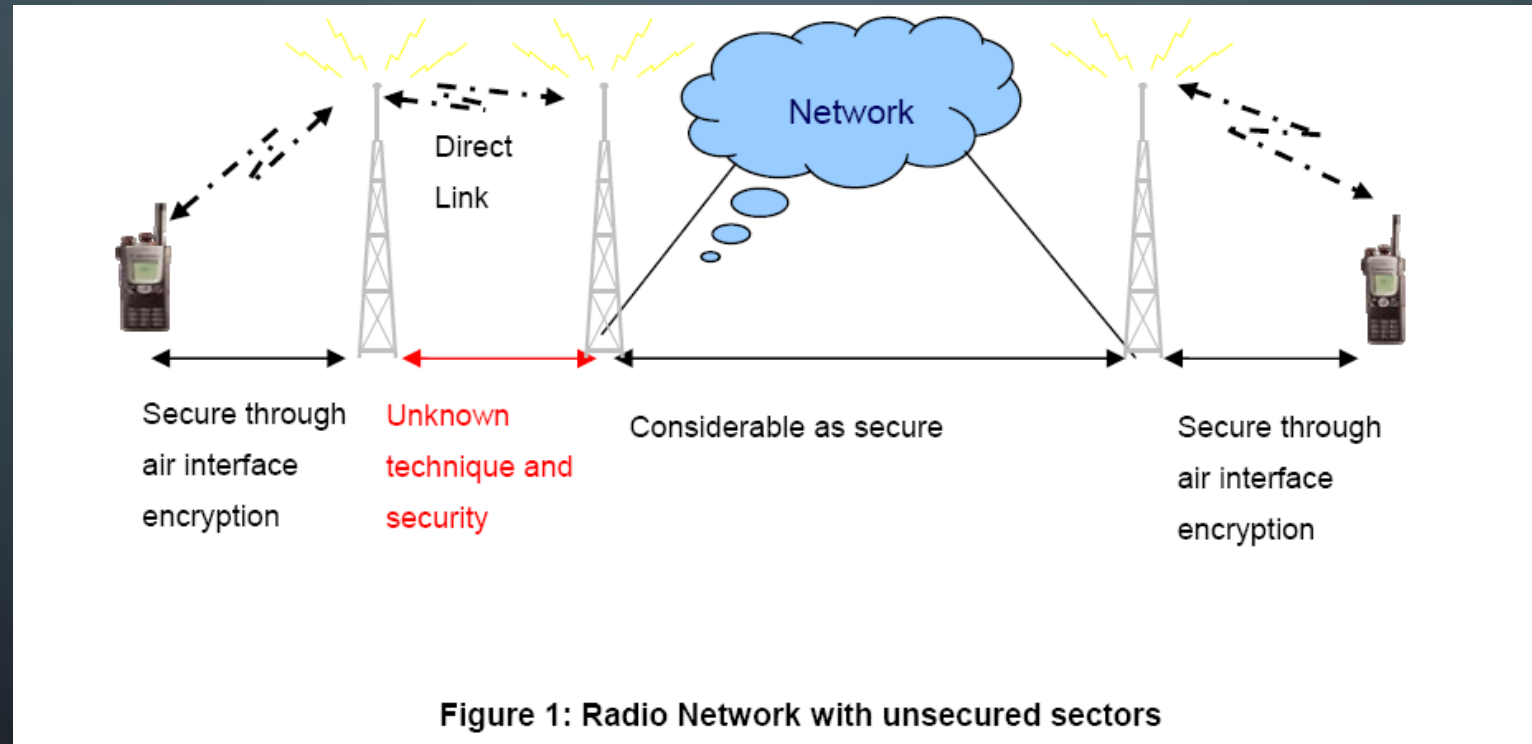 Network
Direct
Link
Secure through
air interface
encryption
Unknown
technique and
security
Considerable as secure
Secure through
air interface
encryption
Figure 1: Radio Network with unsecured sectors